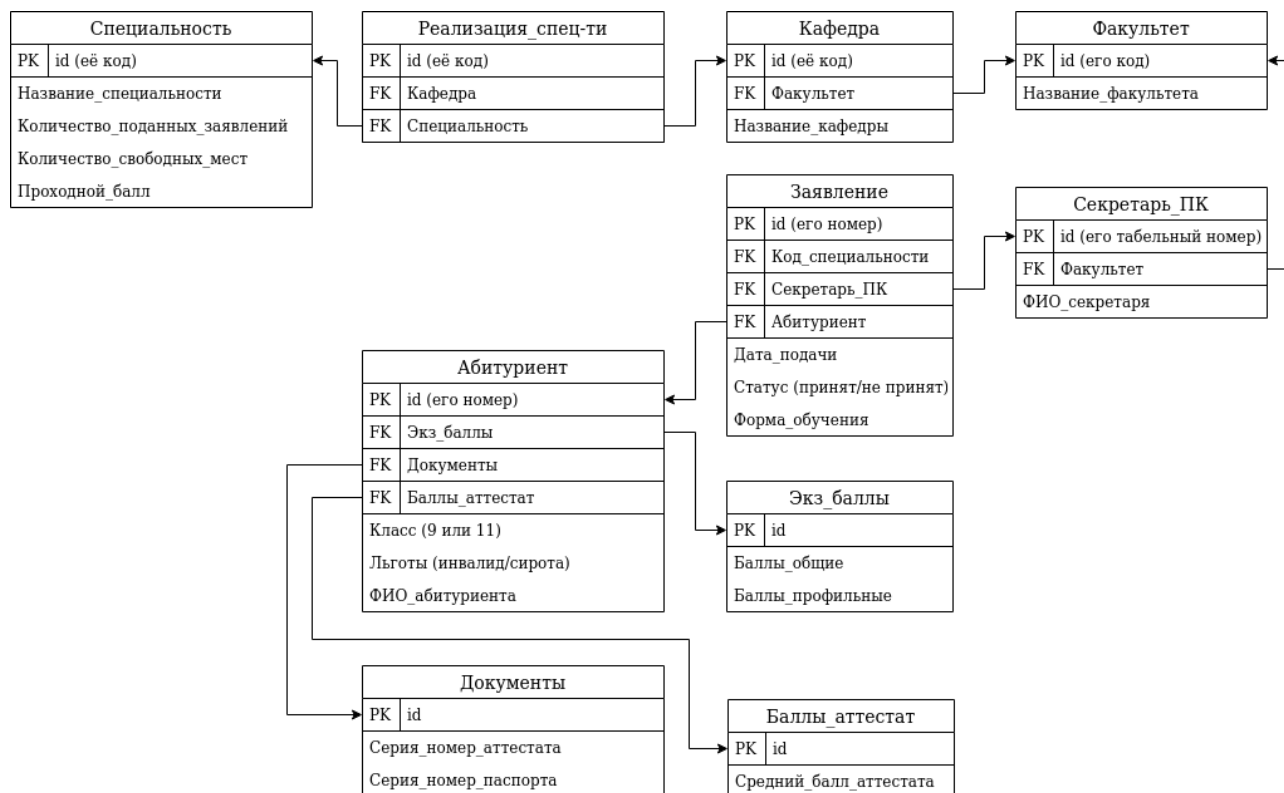 Специальность
PK id (её код)
Название_специальности
Количество_поданных_заявлений
Количество_свободных_мест
Проходной_балл
Реализация_спец-ти
PK id (её код)
FK Кафедра
FK Специальность
Кафедра
PK id (её код)
FK Факультет
Название_кафедры
Факультет
PK id (его код)
Название_факультета
Заявление
PK id (его номер)
FK Код_специальности
FK Секретарь_ПК
FK Абитуриент
Дата_подачи
Статус (принят/не принят)
Форма_обучения
Секретарь_ПК
PK id (его табельный номер)
FK Факультет
ФИО_секретаря
Абитуриент
PK id (его номер)
FK Экз_баллы
FK Документы
FK Баллы_аттестат
Класс (9 или 11)
Льготы (инвалид/сирота)
ФИО_абитуриента
Экз_баллы
PK id
Баллы_общие
Баллы_профильные
Документы
PK id
Серия_номер_аттестата
Серия_номер_паспорта
Баллы_аттестат
PK id
Средний_балл_аттестата